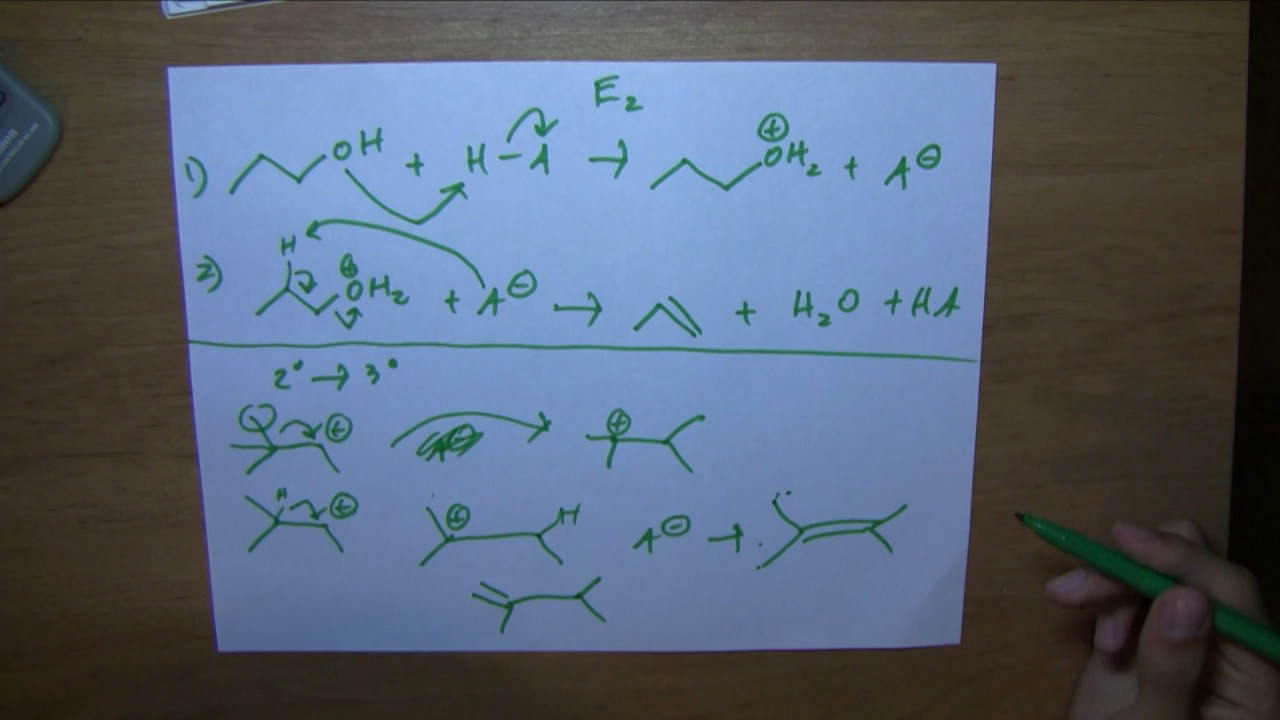 E₂
1) OH + H – A → ⊕OH₂ + A⊖
2) H ⊕OH₂ + A⊖ → + H₂O + HA
2° → 3°
⊕ → ⊕
H ⊕ ⊕ H A⊖ →